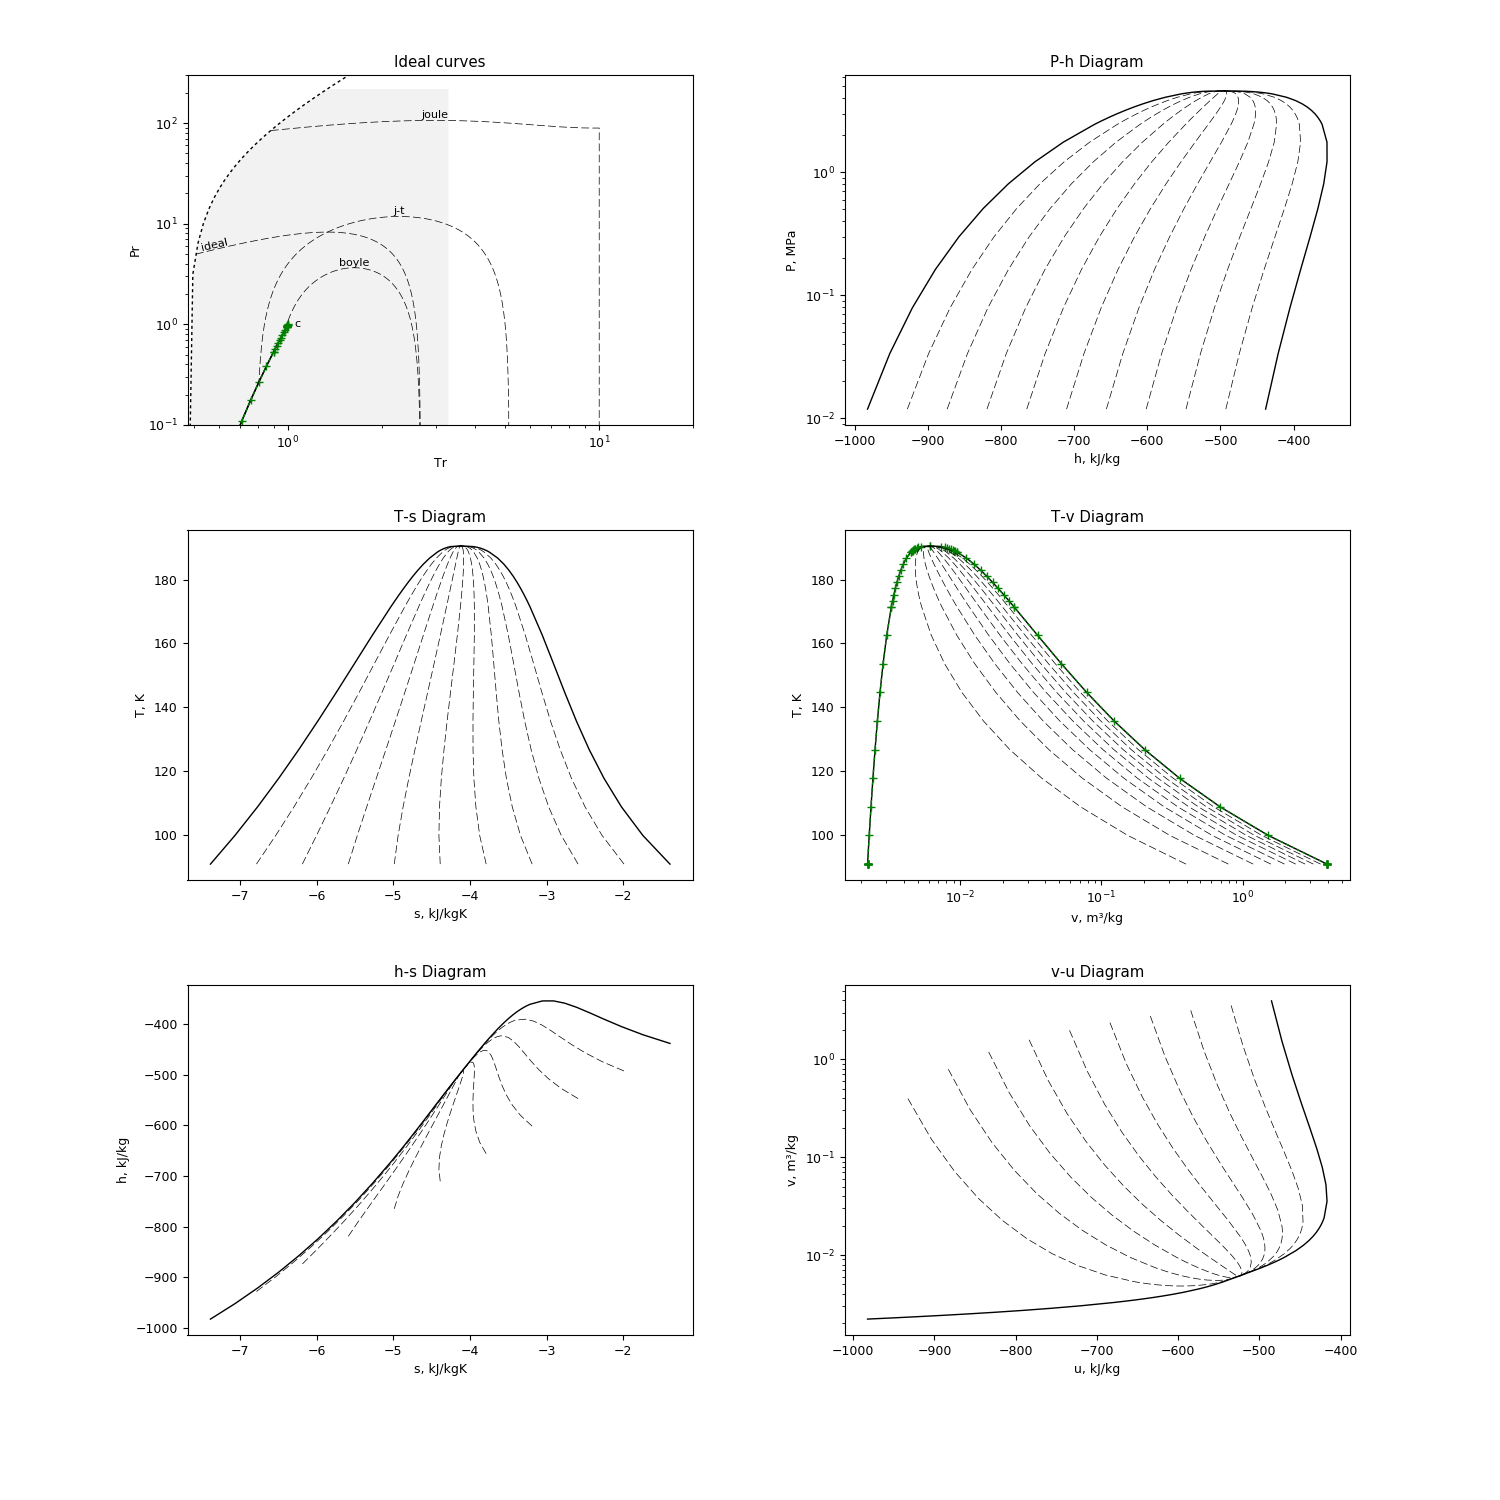 Ideal curves
Pr
10² 10¹ 10⁰ 10⁻¹
joule
j-t
ideal
boyle
c
10⁰ 10¹
Tr
P-h Diagram
P, MPa
10⁰ 10⁻¹ 10⁻²
−1000 −900 −800 −700 −600 −500 −400
h, kJ/kg
T-s Diagram
T, K
180 160 140 120 100
−7 −6 −5 −4 −3 −2
s, kJ/kgK
T-v Diagram
T, K
180 160 140 120 100
10⁻² 10⁻¹ 10⁰
v, m³/kg
h-s Diagram
h, kJ/kg
−400 −500 −600 −700 −800 −900 −1000
−7 −6 −5 −4 −3 −2
s, kJ/kgK
v-u Diagram
v, m³/kg
10⁰ 10⁻¹ 10⁻²
−1000 −900 −800 −700 −600 −500 −400
u, kJ/kg